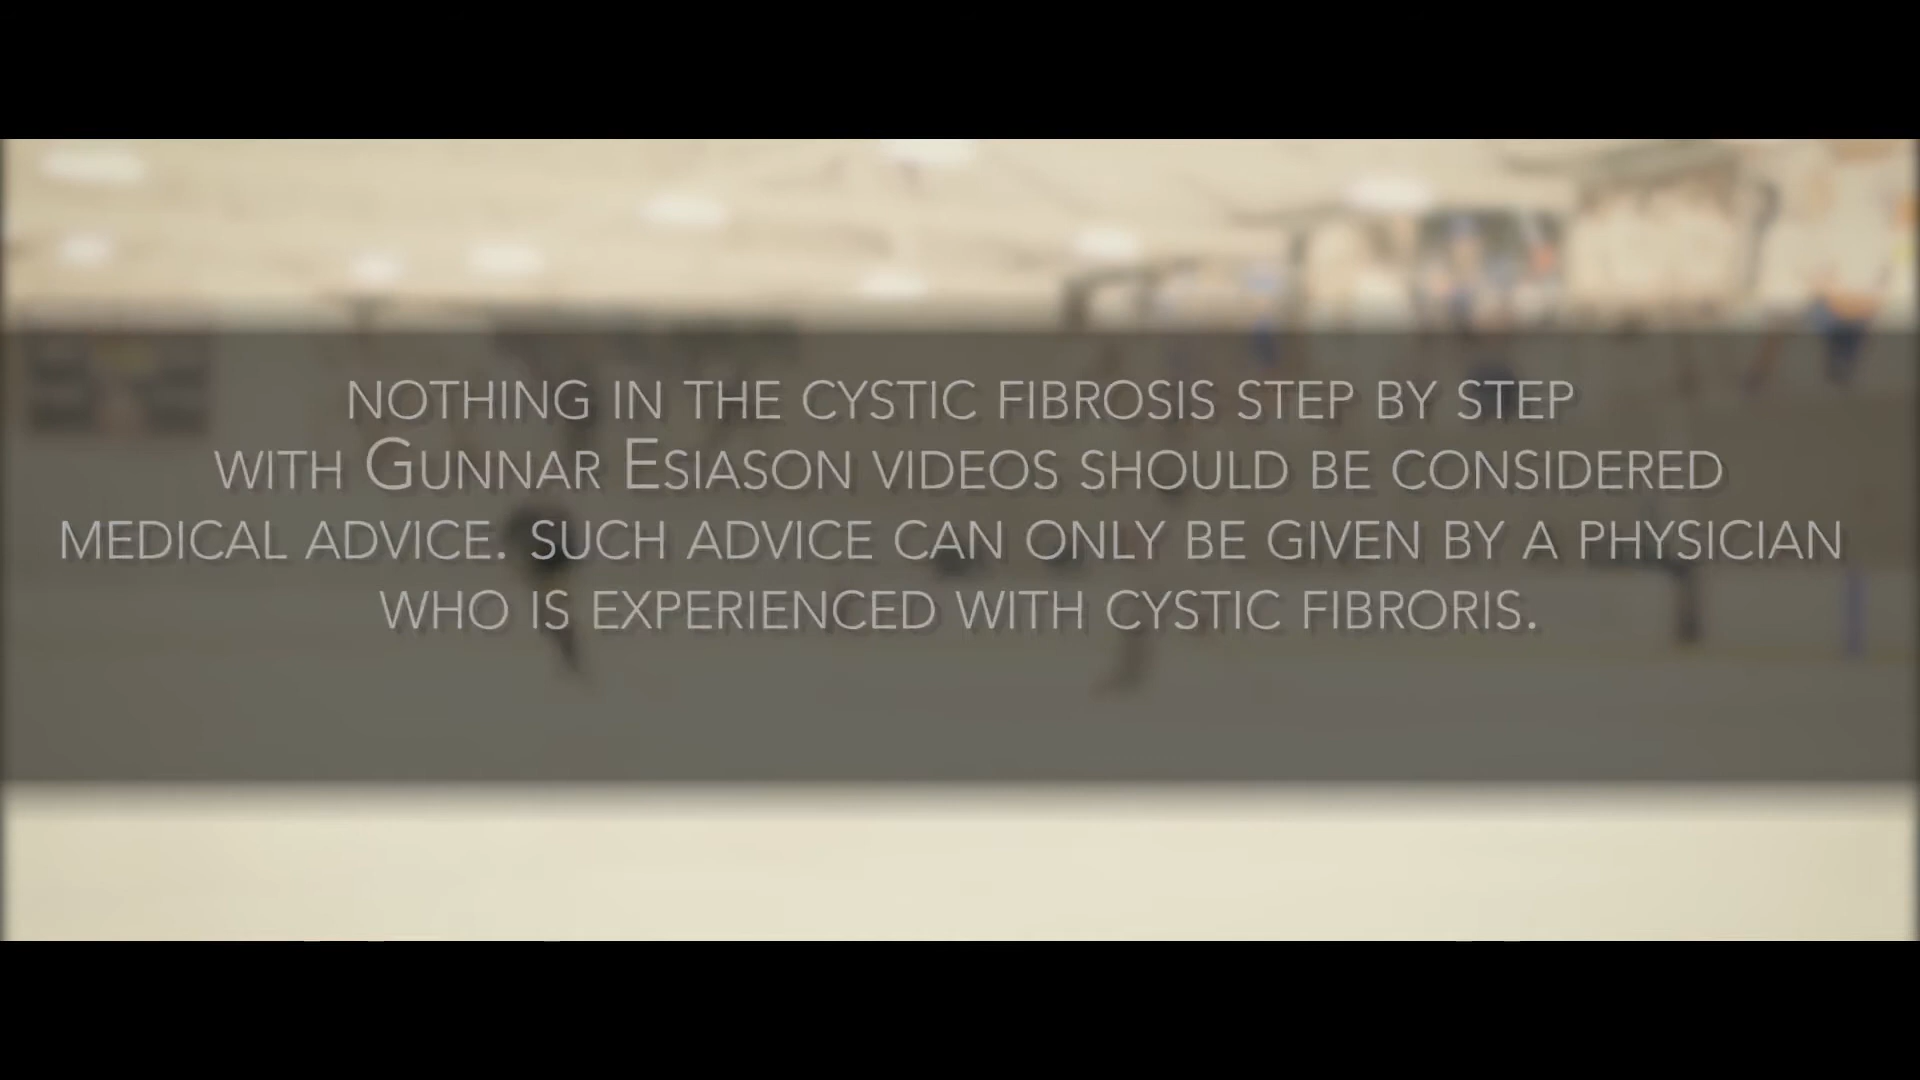 NOTHING IN THE CYSTIC FIBROSIS STEP BY STEP
WITH GUNNAR ESIASON VIDEOS SHOULD BE CONSIDERED
MEDICAL ADVICE. SUCH ADVICE CAN ONLY BE GIVEN BY A PHYSICIAN
WHO IS EXPERIENCED WITH CYSTIC FIBRORIS.